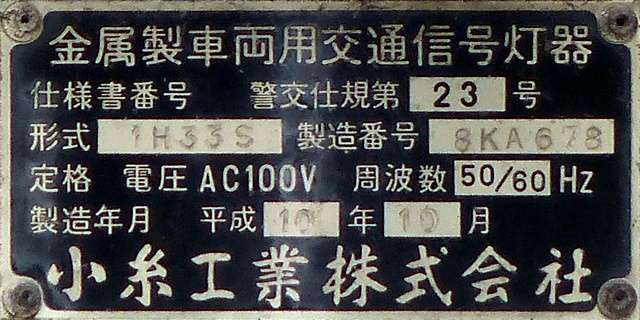 金属製車両用交通信号灯器
仕様書番号 警交仕規第 23 号
形式 1H33S 製造番号 8KA678
定格 電圧 AC100V 周波数 50/60 Hz
製造年月 平成 10 年 10 月
小糸工業株式会社